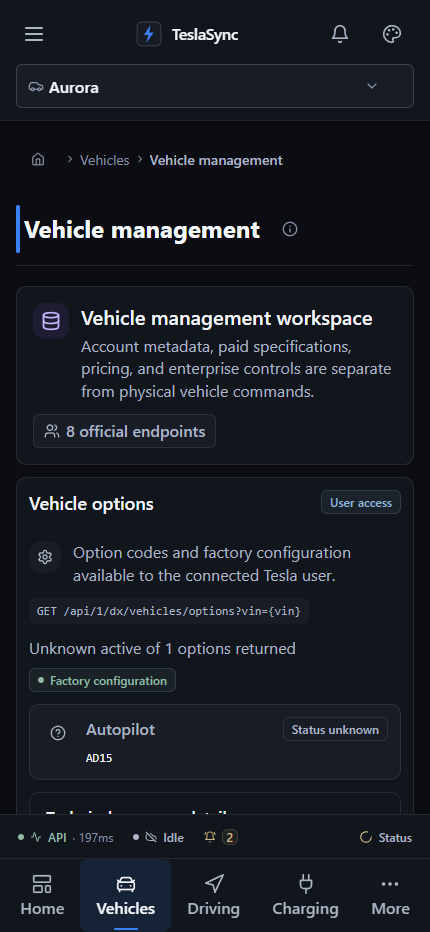 TeslaSync
Aurora
Vehicles
Vehicle management
Vehicle management
Vehicle management workspace
Account metadata, paid specifications,
pricing, and enterprise controls are separate
from physical vehicle commands.
8 official endpoints
Vehicle options
User access
Option codes and factory configuration
available to the connected Tesla user.
GET /api/1/dx/vehicles/options?vin={vin}
Unknown active of 1 options returned
Factory configuration
Autopilot
Status unknown
AD15
API · 197ms
Idle
2
Status
Home
Vehicles
Driving
Charging
More